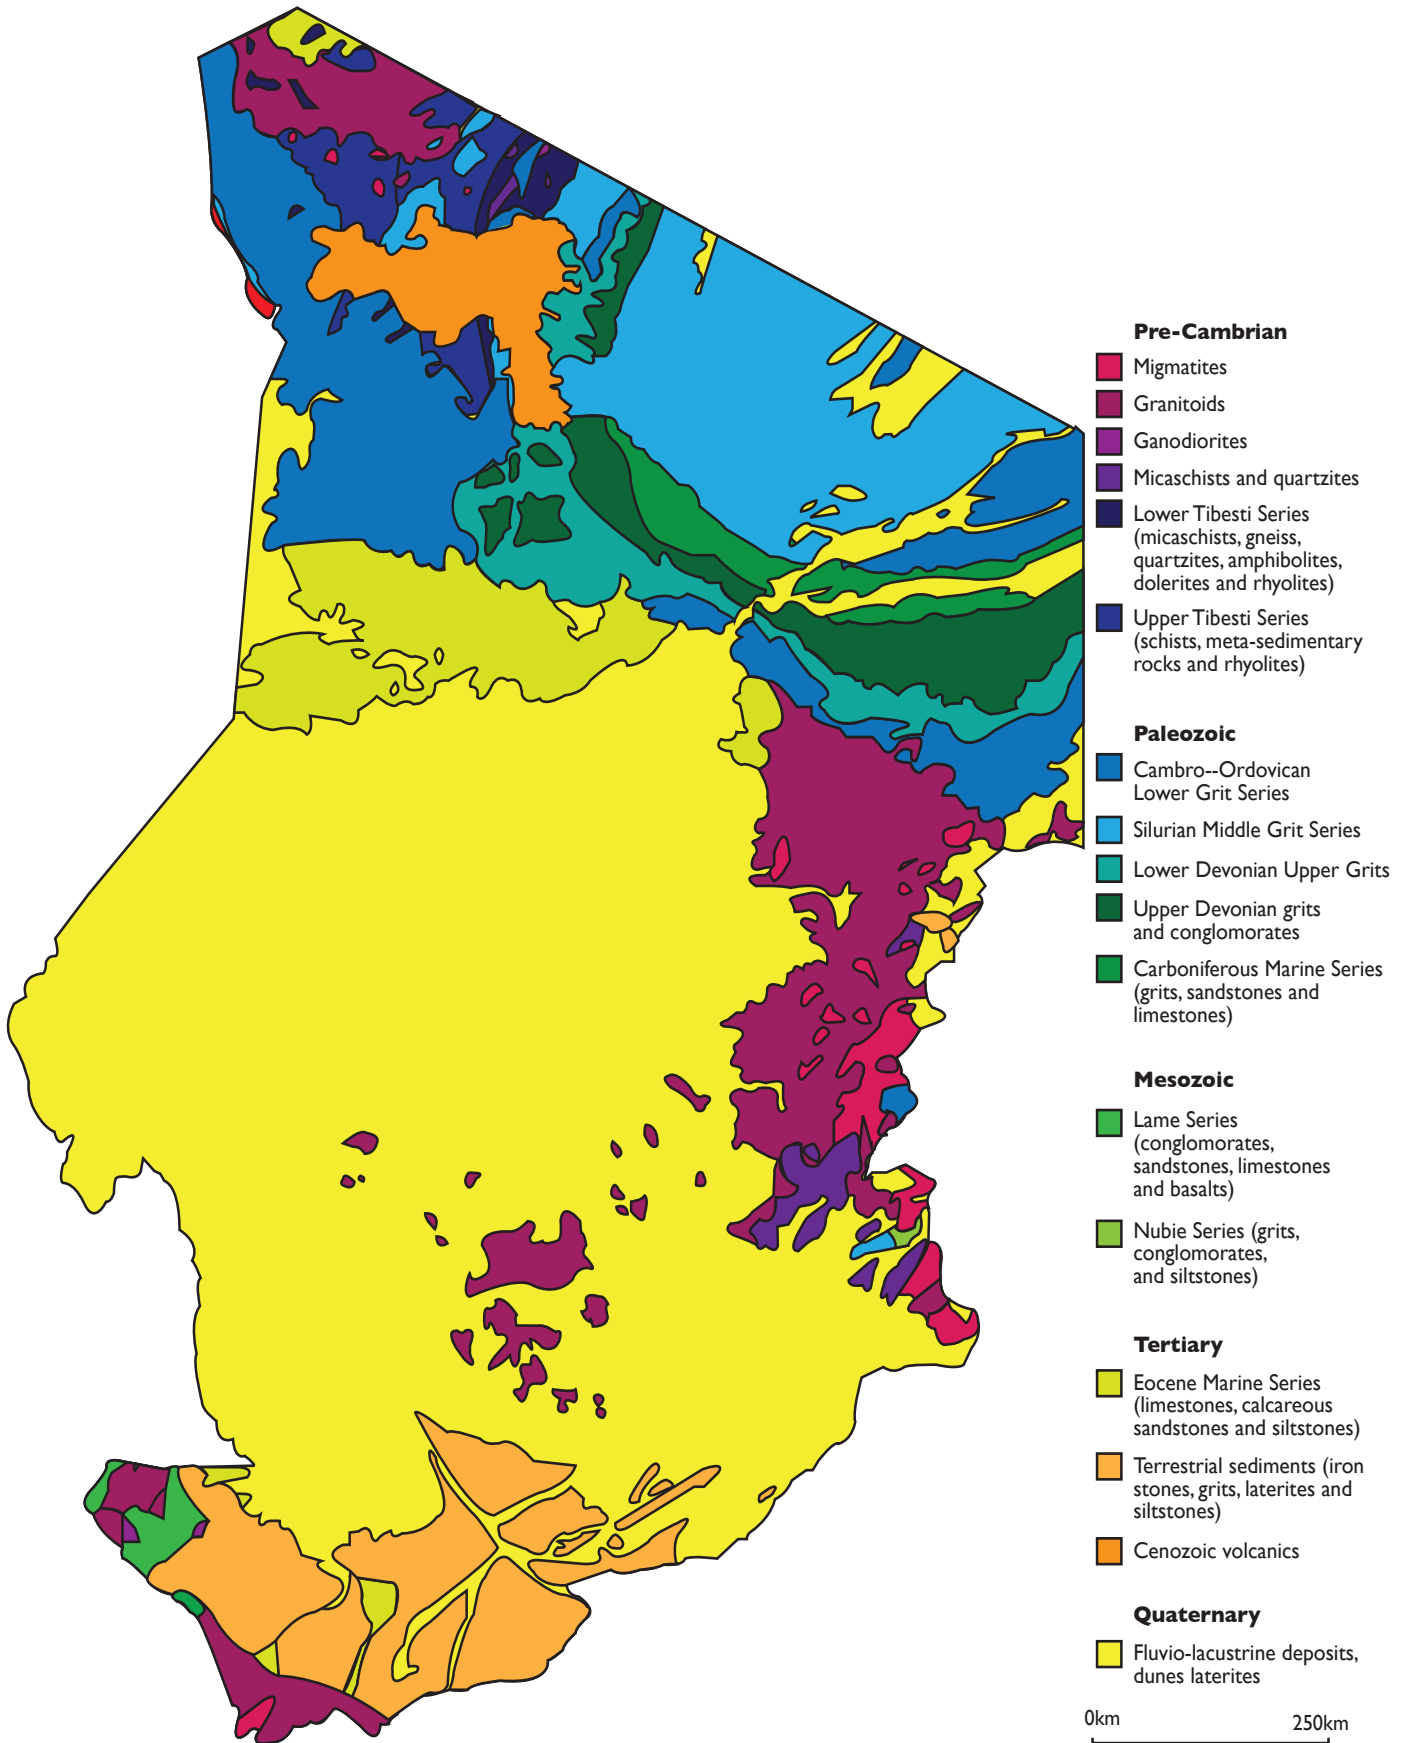 Pre-Cambrian
Migmatites
Granitoids
Ganodiorites
Micaschists and quartzites
Lower Tibesti Series
(micaschists, gneiss,
quartzites, amphibolites,
dolerites and rhyolites)
Upper Tibesti Series
(schists, meta-sedimentary
rocks and rhyolites)
Paleozoic
Cambro--Ordovican
Lower Grit Series
Silurian Middle Grit Series
Lower Devonian Upper Grits
Upper Devonian grits
and conglomorates
Carboniferous Marine Series
(grits, sandstones and
limestones)
Mesozoic
Lame Series
(conglomorates,
sandstones, limestones
and basalts)
Nubie Series (grits,
conglomorates,
and siltstones)
Tertiary
Eocene Marine Series
(limestones, calcareous
sandstones and siltstones)
Terrestrial sediments (iron
stones, grits, laterites and
siltstones)
Cenozoic volcanics
Quaternary
Fluvio-lacustrine deposits,
dunes laterites
0km 250km